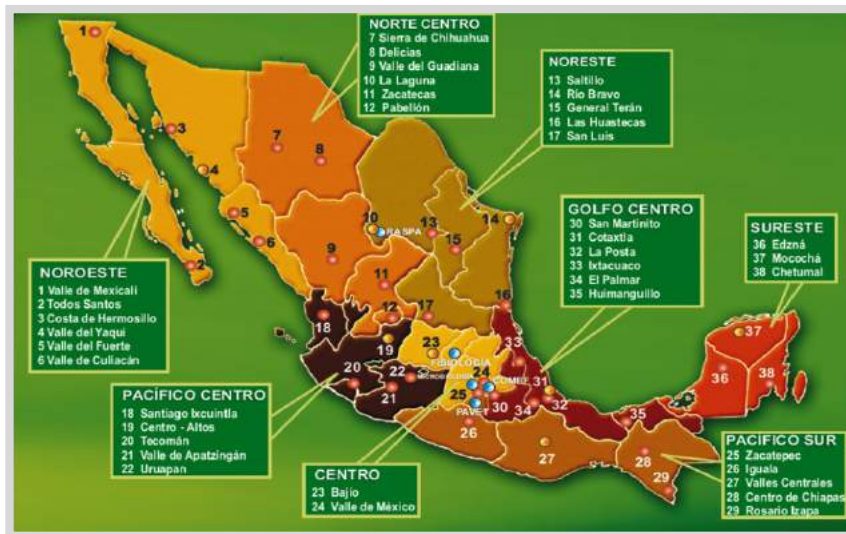 NORTE CENTRO
7 Sierra de Chihuahua
8 Delicias
9 Valle del Guadiana
10 La Laguna
11 Zacatecas
12 Pabellón
NORESTE
13 Saltillo
14 Río Bravo
15 General Terán
16 Las Huastecas
17 San Luis
GOLFO CENTRO
30 San Martinito
31 Cotaxtla
32 La Posta
33 Ixtacuaco
34 El Palmar
35 Huimanguillo
SURESTE
36 Edzná
37 Mocochá
38 Chetumal
NOROESTE
1 Valle de Mexicali
2 Todos Santos
3 Costa de Hermosillo
4 Valle del Yaqui
5 Valle del Fuerte
6 Valle de Culiacán
PACÍFICO CENTRO
18 Santiago Ixcuintla
19 Centro - Altos
20 Tecomán
21 Valle de Apatzingán
22 Uruapan
CENTRO
23 Bajío
24 Valle de México
PACÍFICO SUR
25 Zacatepec
26 Iguala
27 Valles Centrales
28 Centro de Chiapas
29 Rosario Izapa
1
3
4
7
8
5
6
2
10
RASPA
13
14
15
9
11
12
17
16
18
19
23
FISIOLOGÍA
33
20
22
24
21
25
PAVET
30
34
31
32
26
27
35
28
29
37
36
38